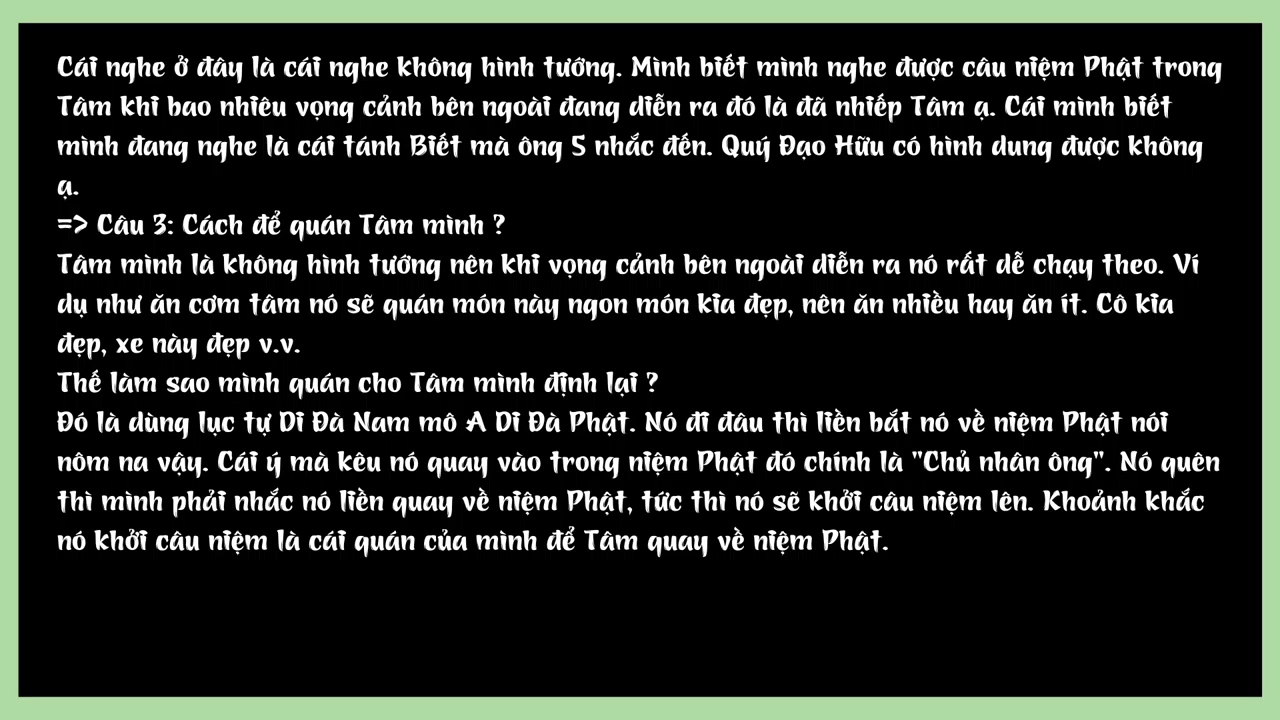 Cái nghe ở đây là cái nghe không hình tướng. Mình biết mình nghe được câu niệm Phật trong
Tâm khi bao nhiêu vọng cảnh bên ngoài đang diễn ra đó là đã nhiếp Tâm ạ. Cái mình biết
mình đang nghe là cái tánh Biết mà ông 5 nhắc đến. Quý Đạo Hữu có hình dung được không
ạ.
=> Câu 3: Cách để quán Tâm mình ?
Tâm mình là không hình tướng nên khi vọng cảnh bên ngoài diễn ra nó rất dễ chạy theo. Ví
dụ như ăn cơm tâm nó sẽ quán món này ngon món kia đẹp, nên ăn nhiều hay ăn ít. Cô kia
đẹp, xe này đẹp v.v.
Thế làm sao mình quán cho Tâm mình định lại ?
Đó là dùng lục tự Di Đà Nam mô A Di Đà Phật. Nó đi đâu thì liền bắt nó về niệm Phật nói
nôm na vậy. Cái ý mà kêu nó quay vào trong niệm Phật đó chính là "Chủ nhân ông". Nó quên
thì mình phải nhắc nó liền quay về niệm Phật, tức thì nó sẽ khởi câu niệm lên. Khoảnh khắc
nó khởi câu niệm là cái quán của mình để Tâm quay về niệm Phật.